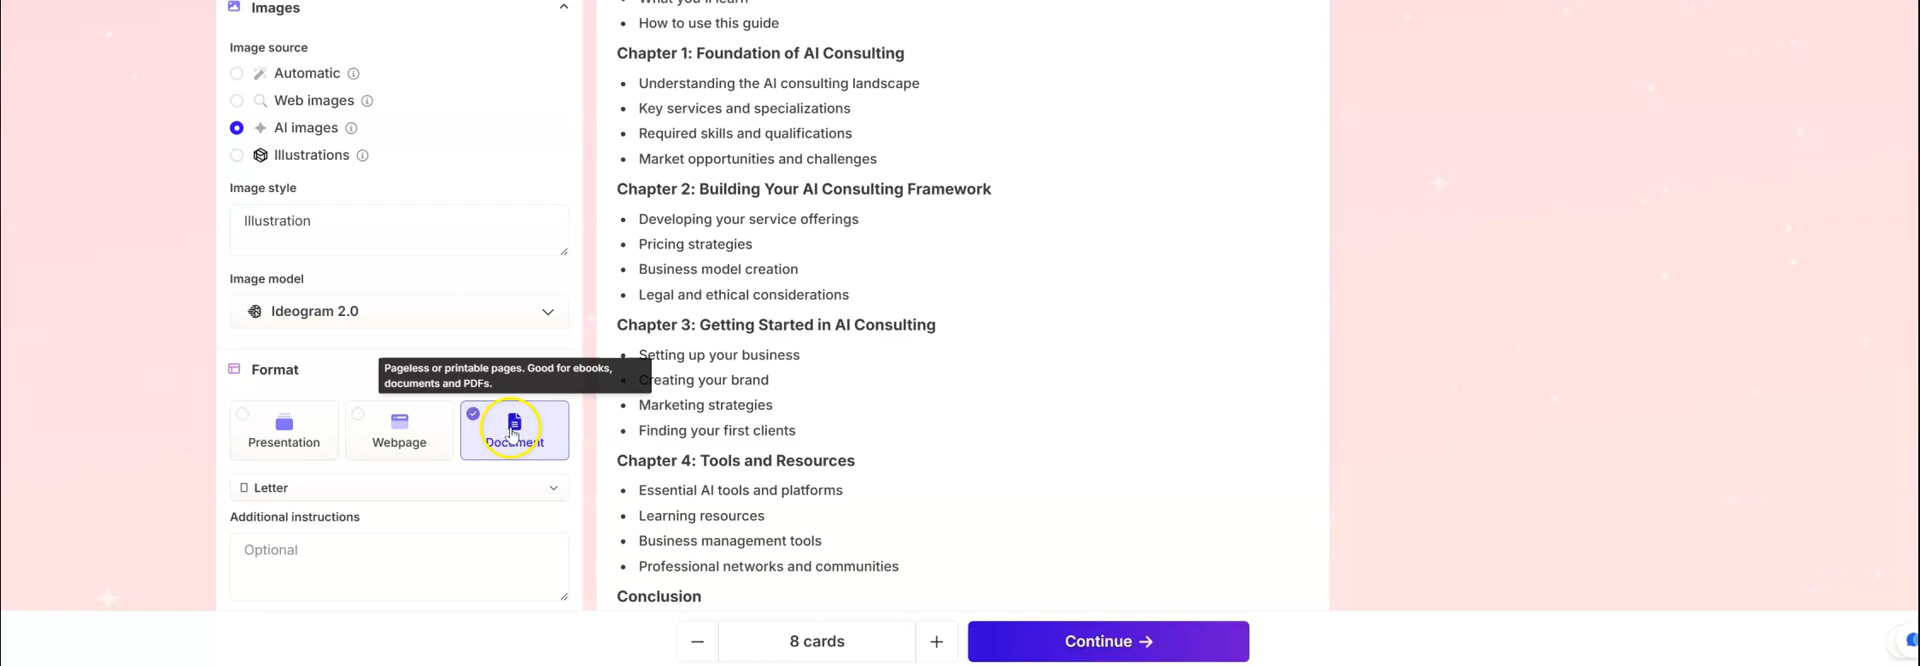 Images
Image source
Automatic
Web images
AI images
Illustrations
Image style
Illustration
Image model
Ideogram 2.0
Format
Pageless or printable pages. Good for ebooks,
documents and PDFs.
Presentation
Webpage
Document
Letter
Additional instructions
Optional
How to use this guide
Chapter 1: Foundation of AI Consulting
Understanding the AI consulting landscape
Key services and specializations
Required skills and qualifications
Market opportunities and challenges
Chapter 2: Building Your AI Consulting Framework
Developing your service offerings
Pricing strategies
Business model creation
Legal and ethical considerations
Chapter 3: Getting Started in AI Consulting
Setting up your business
Creating your brand
Marketing strategies
Finding your first clients
Chapter 4: Tools and Resources
Essential AI tools and platforms
Learning resources
Business management tools
Professional networks and communities
Conclusion
8 cards
Continue →